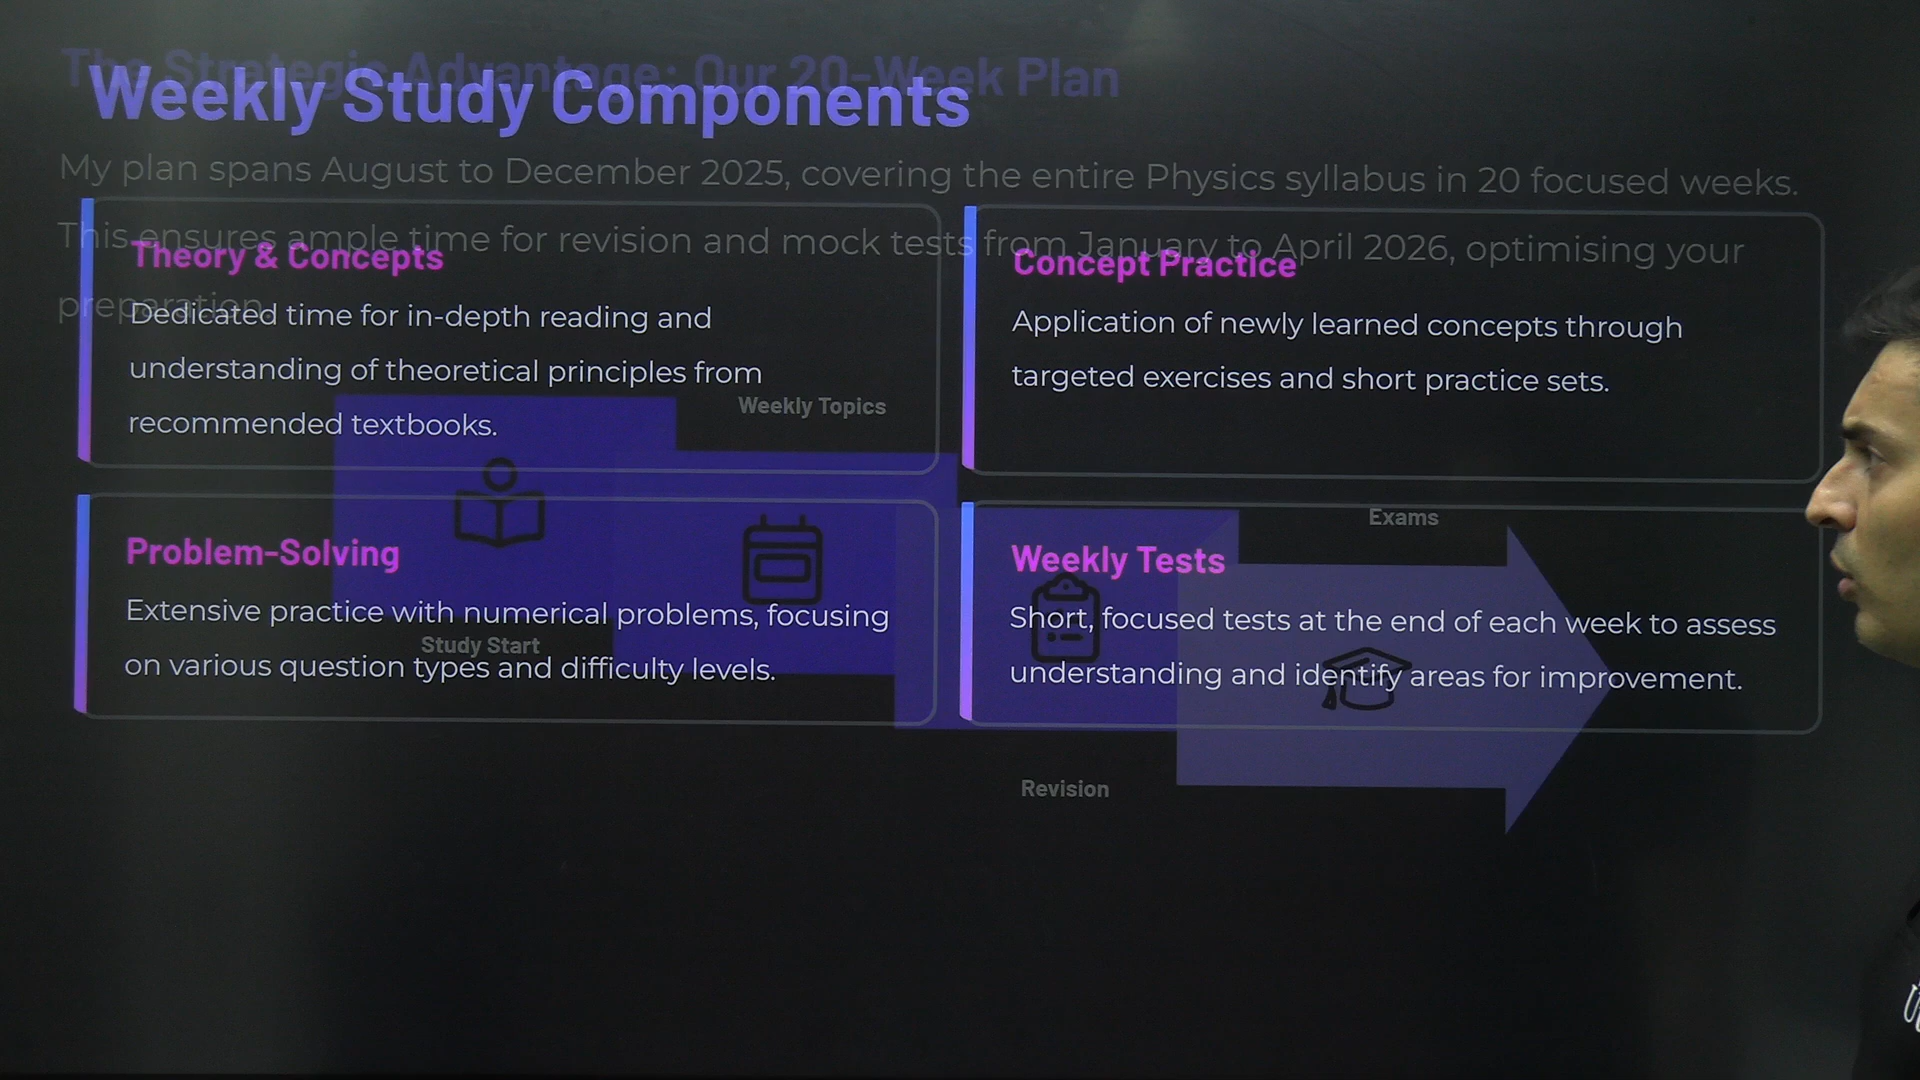 The Strategic Advantage: Our 20-Week Plan
Weekly Study Components
My plan spans August to December 2025, covering the entire Physics syllabus in 20 focused weeks.
This ensures ample time for revision and mock tests from January to April 2026, optimising your
preparation.
Theory & Concepts
Dedicated time for in-depth reading and
understanding of theoretical principles from
recommended textbooks.
Concept Practice
Application of newly learned concepts through
targeted exercises and short practice sets.
Weekly Topics
Exams
Problem-Solving
Extensive practice with numerical problems, focusing
on various question types and difficulty levels.
Study Start
Weekly Tests
Short, focused tests at the end of each week to assess
understanding and identify areas for improvement.
Revision